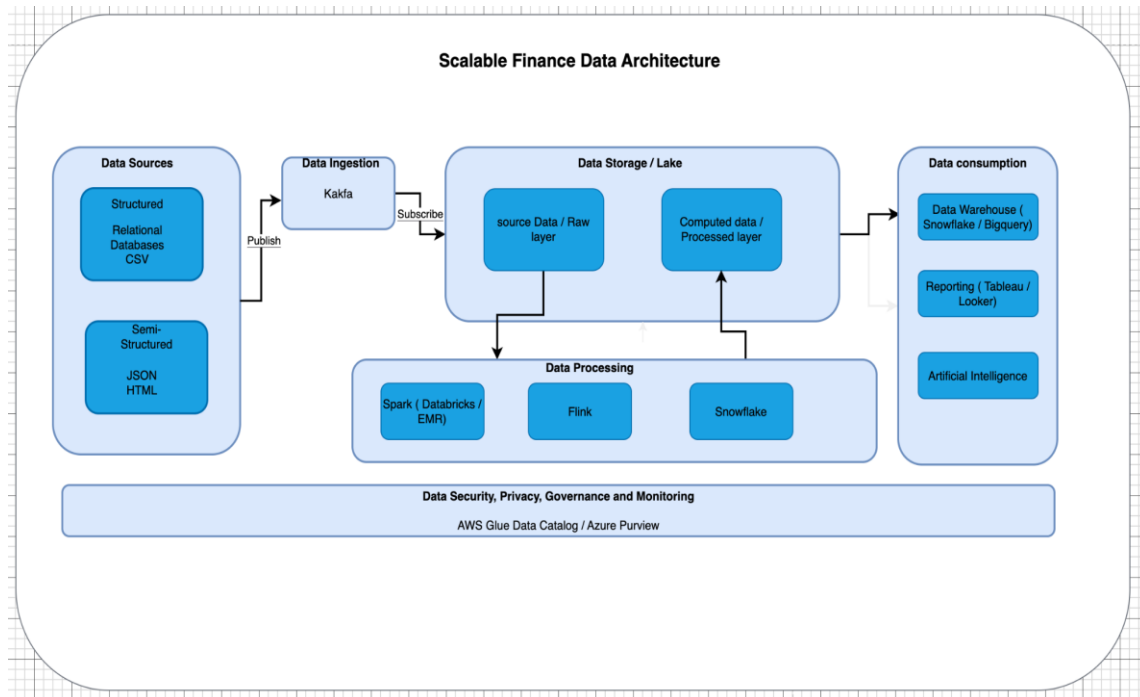 Scalable Finance Data Architecture
Data Sources
Structured
Relational
Databases
CSV
Semi-
Structured
JSON
HTML
Publish
Data Ingestion
Kakfa
Subscribe
Data Storage / Lake
source Data / Raw
layer
Computed data /
Processed layer
Data Processing
Spark ( Databricks /
EMR)
Flink
Snowflake
Data consumption
Data Warehouse (
Snowflake / Bigquery)
Reporting ( Tableau /
Looker)
Artificial Intelligence
Data Security, Privacy, Governance and Monitoring
AWS Glue Data Catalog / Azure Purview